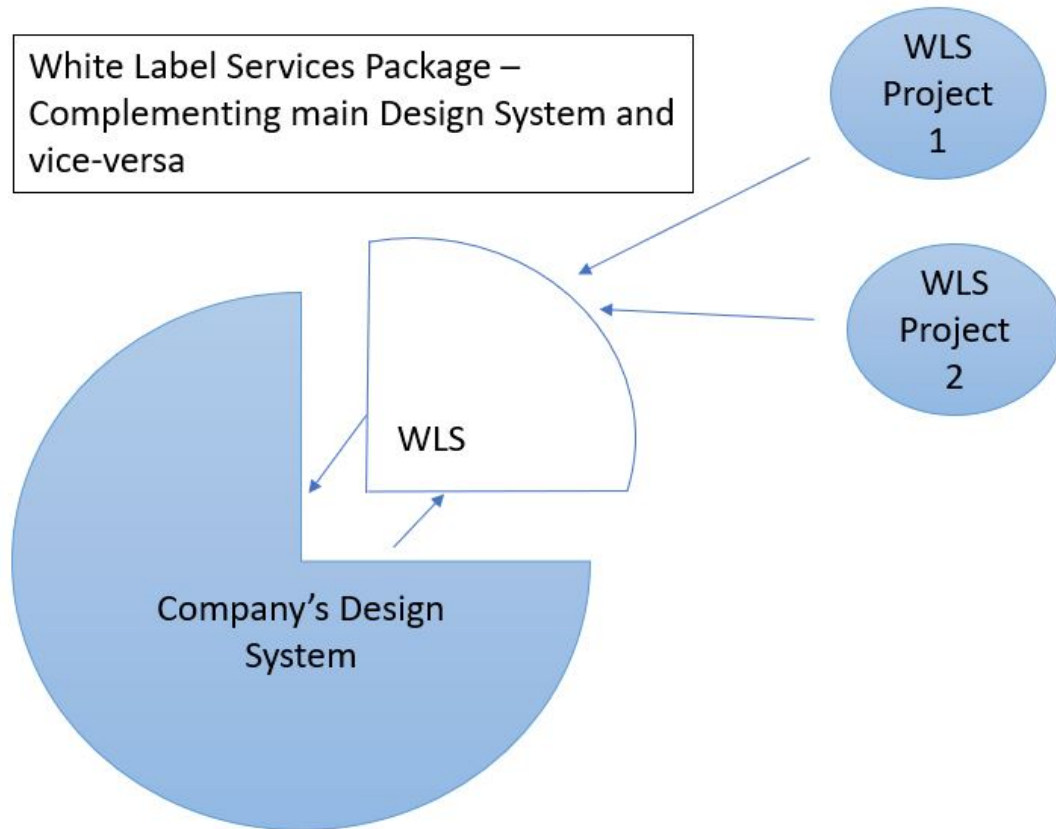 White Label Services Package –
Complementing main Design System and
vice-versa
WLS
Project
1
WLS
Project
2
WLS
Company’s Design
System